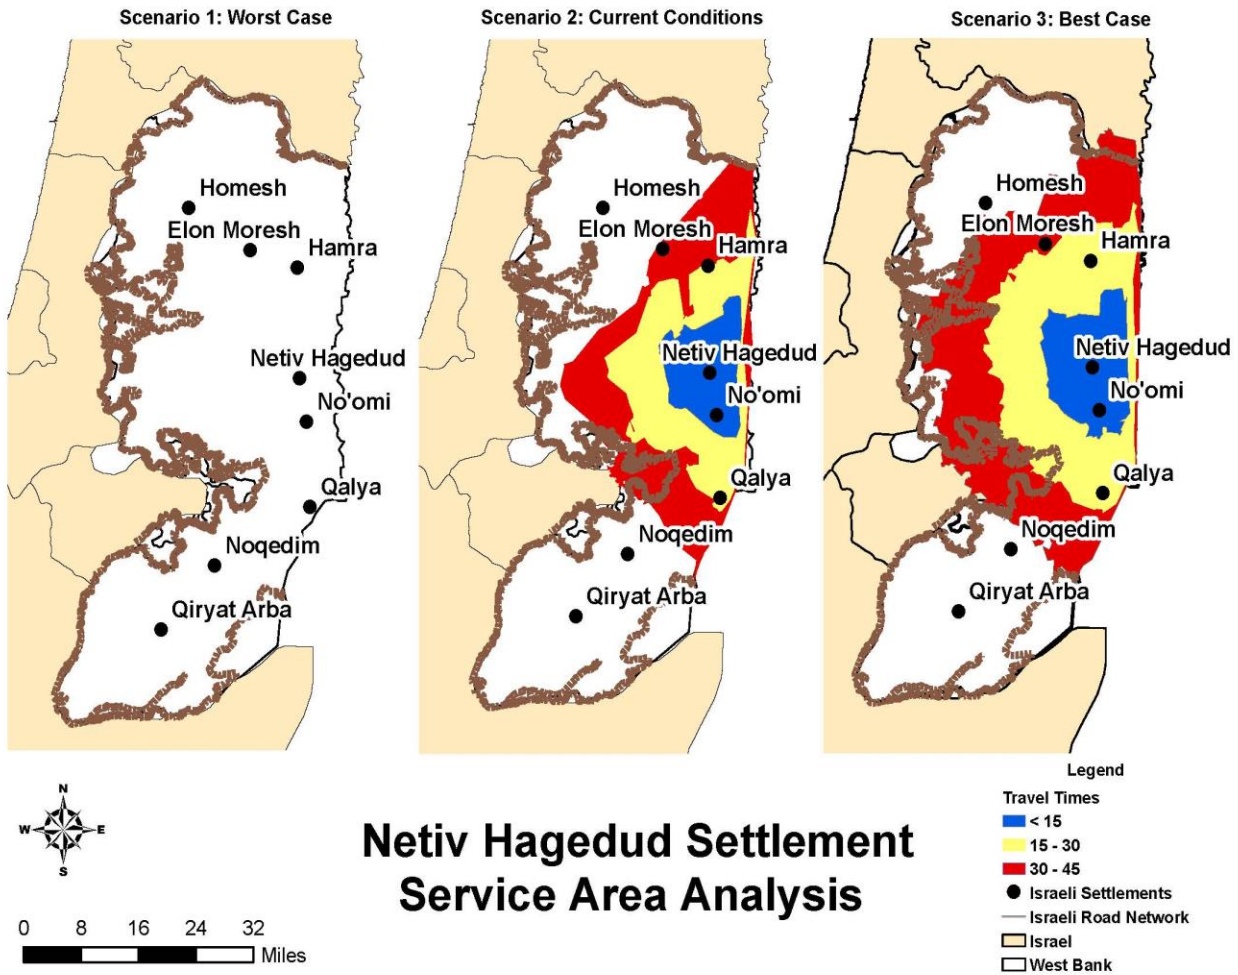 Scenario 1: Worst Case
Scenario 2: Current Conditions
Scenario 3: Best Case
Homesh
Elon Moresh
Hamra
Netiv Hagedud
No'omi
Qalya
Noqedim
Qiryat Arba
Homesh
Elon Moresh
Hamra
Netiv Hagedud
No'omi
Qalya
Noqedim
Qiryat Arba
Homesh
Elon Moresh
Hamra
Netiv Hagedud
No'omi
Qalya
Noqedim
Qiryat Arba
N
W E
S
0 8 16 24 32
Miles
Netiv Hagedud Settlement
Service Area Analysis
Legend
Travel Times
< 15
15 - 30
30 - 45
Israeli Settlements
Israeli Road Network
Israel
West Bank